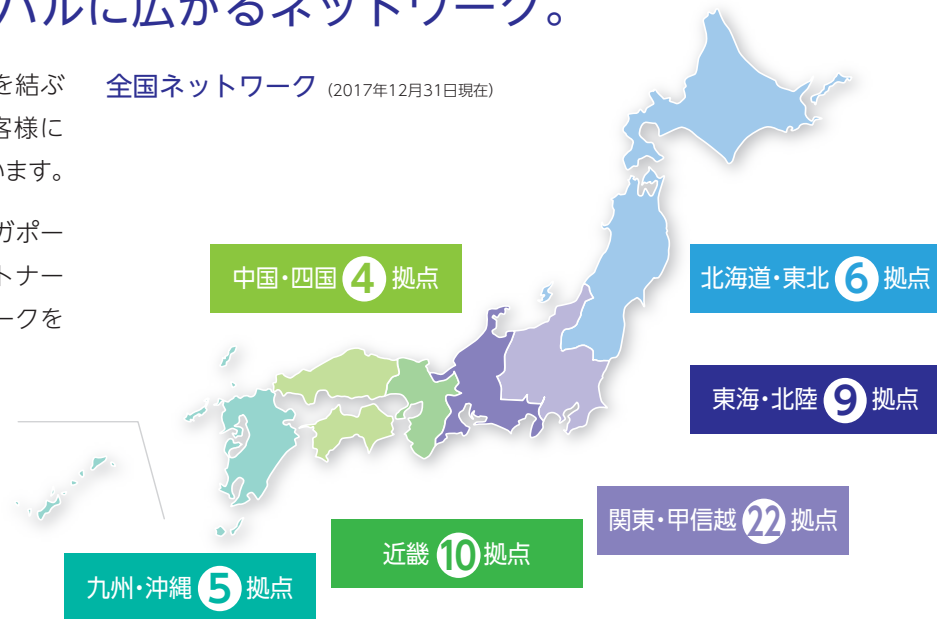 バルに広がるネットワーク。
を結ぶ
客様に
います。
ガポー
トナー
ークを
全国ネットワーク (2017年12月31日現在)
中国・四国 4 拠点
北海道・東北 6 拠点
東海・北陸 9 拠点
関東・甲信越 22 拠点
近畿 10 拠点
九州・沖縄 5 拠点